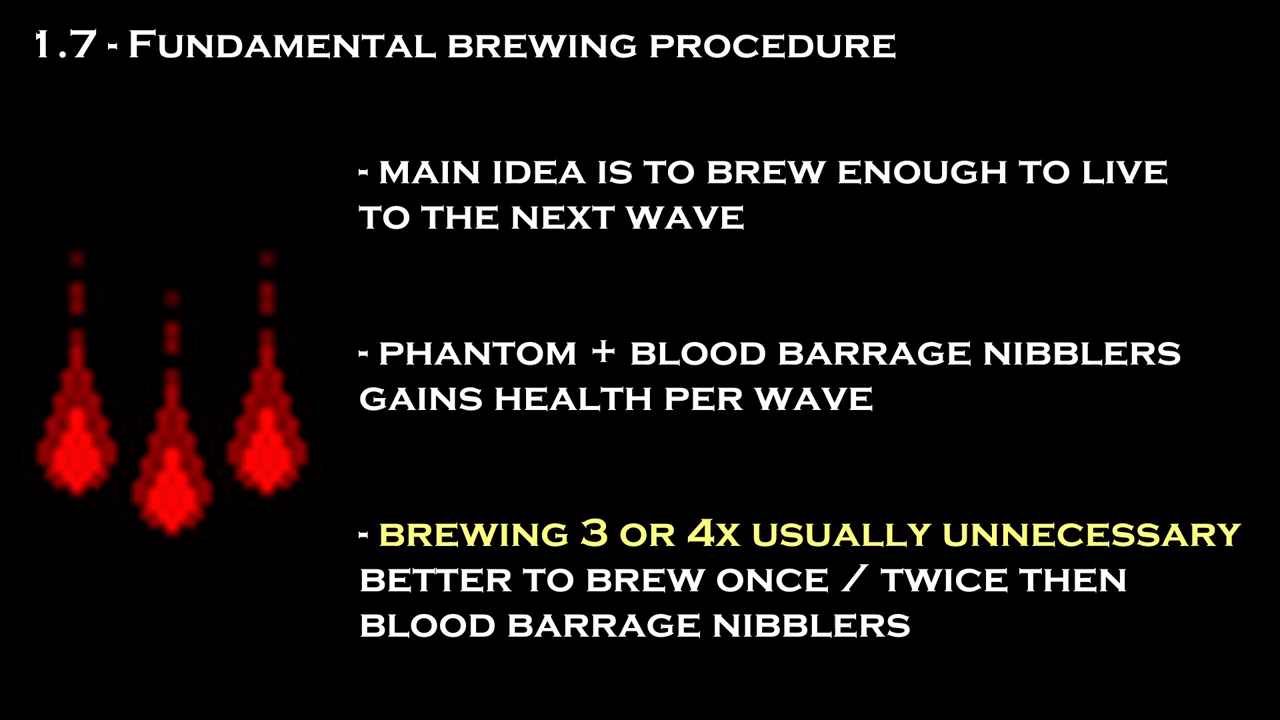 1.7 - Fundamental brewing procedure
- main idea is to brew enough to live
to the next wave
- phantom + blood barrage nibblers
gains health per wave
- brewing 3 or 4x usually unnecessary
better to brew once / twice then
blood barrage nibblers